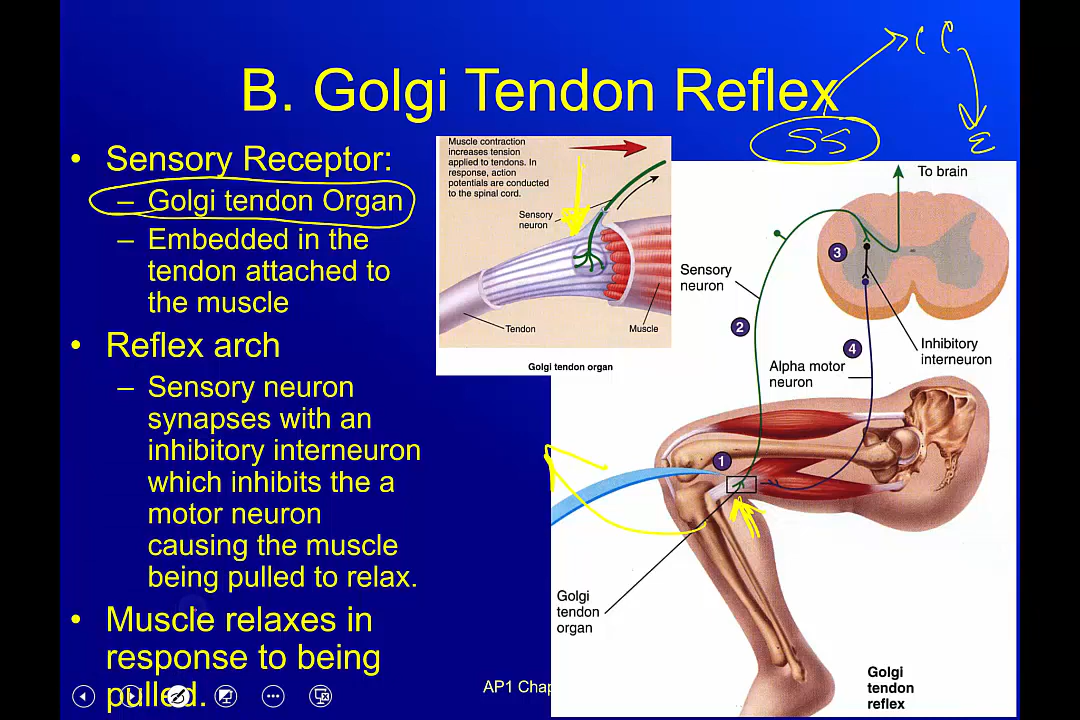 B. Golgi Tendon Reflex
SS
• Sensory Receptor:
– Golgi tendon Organ
– Embedded in the
tendon attached to
the muscle
• Reflex arch
– Sensory neuron
synapses with an
inhibitory interneuron
which inhibits the a
motor neuron
causing the muscle
being pulled to relax.
• Muscle relaxes in
response to being
pulled.
Muscle contraction
increases tension
applied to tendons. In
response, action
potentials are conducted
to the spinal cord.
Sensory
neuron
Tendon
Muscle
Golgi tendon organ
To brain
3
Sensory
neuron
2
Inhibitory
interneuron
4
Alpha motor
neuron
1
Golgi
tendon
organ
Golgi
tendon
reflex
AP1 Chap